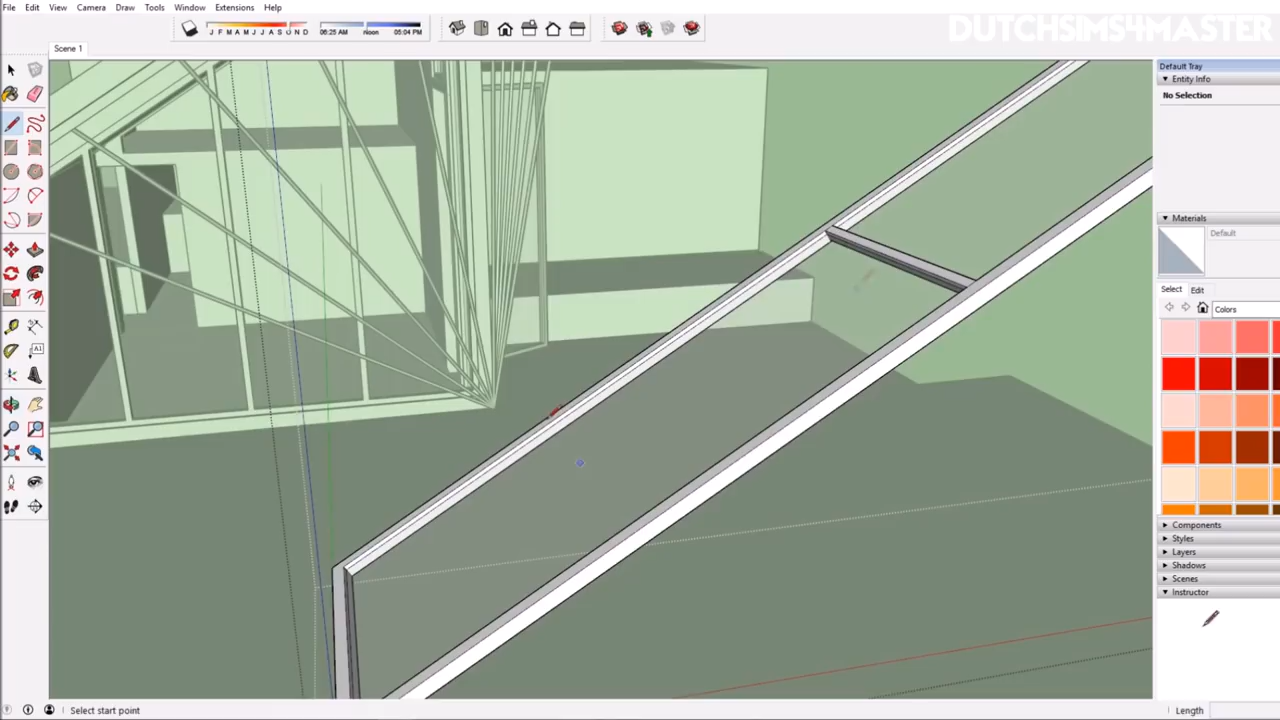 File Edit View Camera Draw Tools Window Extensions Help
DUTCHSIMS4MASTER
J F M A M J J A S O N D
06:25 AM noon 05:04 PM
Scene 1
Default Tray
Entity Info
No Selection
Materials
Default
Select Edit
Colors
Components
Styles
Layers
Shadows
Scenes
Instructor
A1
Select start point
Length